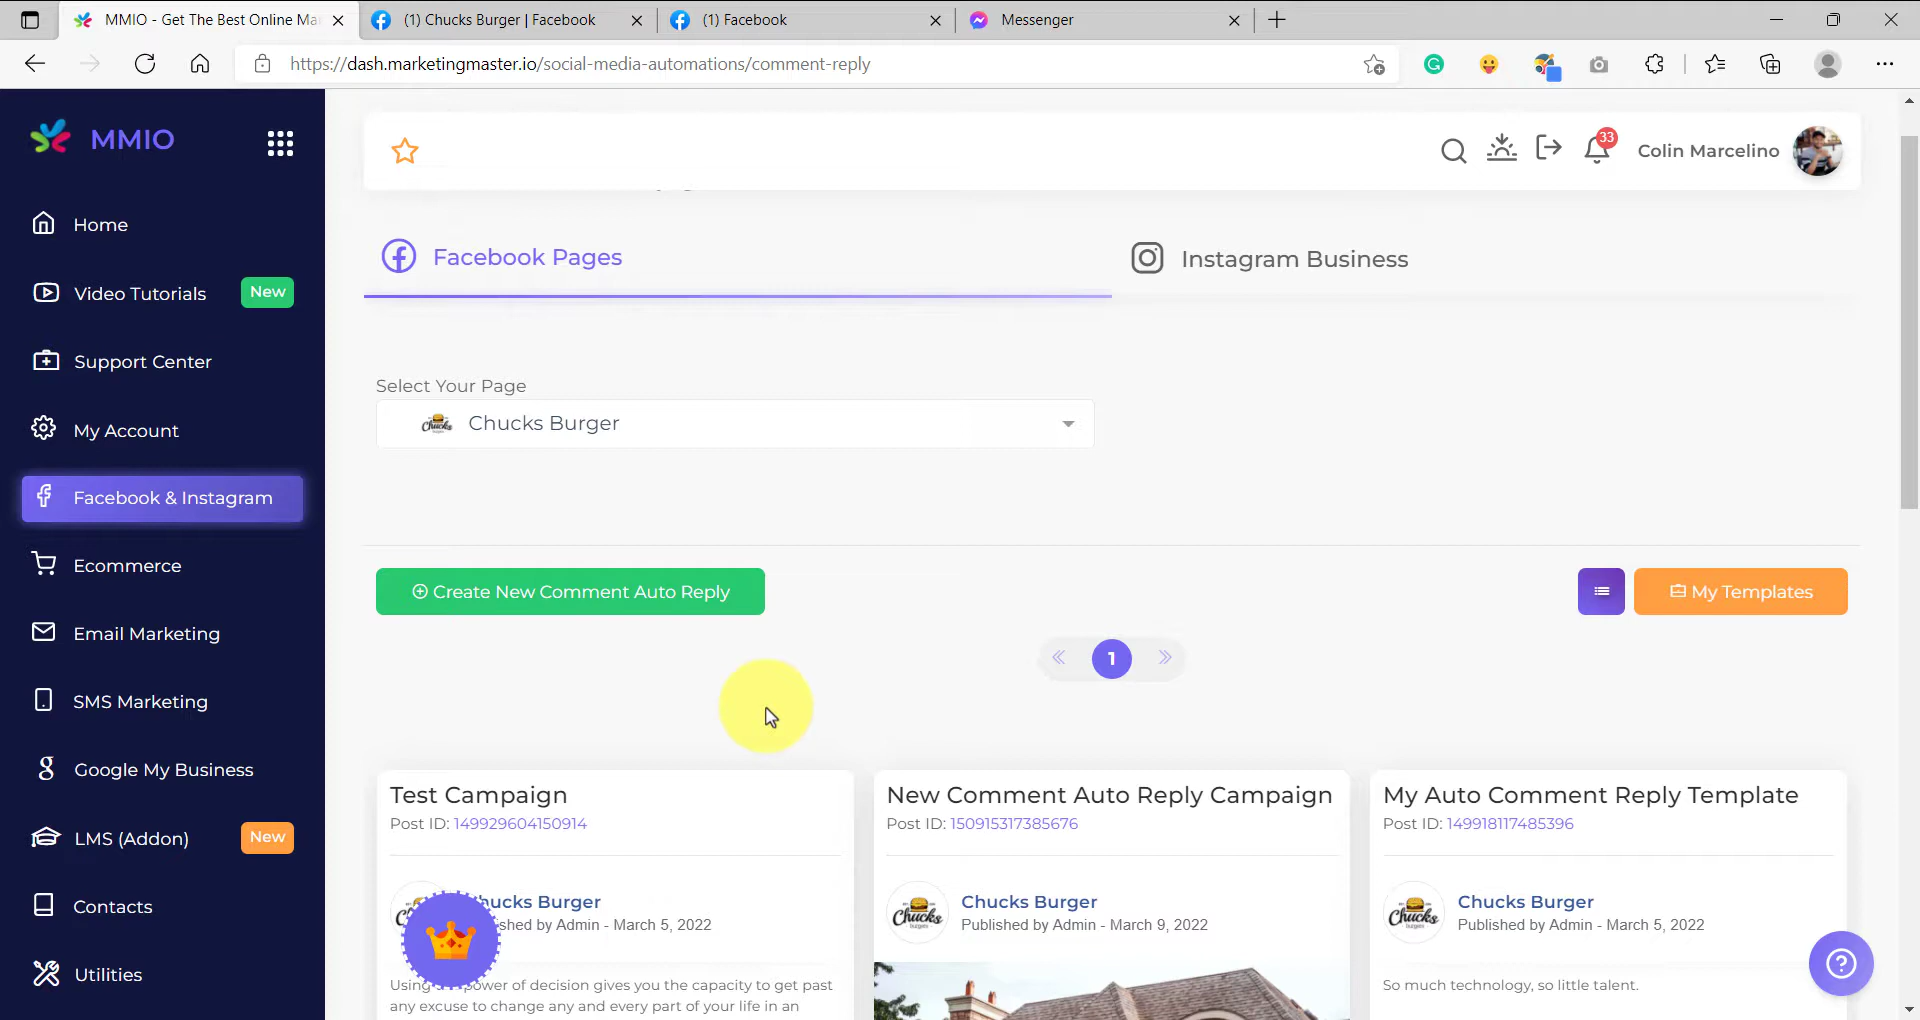 MMIO - Get The Best Online Ma
(1) Chucks Burger | Facebook
(1) Facebook
Messenger
https://dash.marketingmaster.io/social-media-automations/comment-reply
MMIO
33
Colin Marcelino
Home
Video Tutorials
New
Support Center
My Account
Facebook & Instagram
Ecommerce
Email Marketing
SMS Marketing
Google My Business
LMS (Addon)
New
Contacts
Utilities
Facebook Pages
Instagram Business
Select Your Page
Chucks
Chucks Burger
Create New Comment Auto Reply
My Templates
1
Test Campaign
Post ID: 149929604150914
Chucks Burger
shed by Admin - March 5, 2022
Using power of decision gives you the capacity to get past
any excuse to change any and every part of your life in an
New Comment Auto Reply Campaign
Post ID: 150915317385676
Chucks
Chucks Burger
Published by Admin - March 9, 2022
My Auto Comment Reply Template
Post ID: 149918117485396
Chucks
Chucks Burger
Published by Admin - March 5, 2022
So much technology, so little talent.